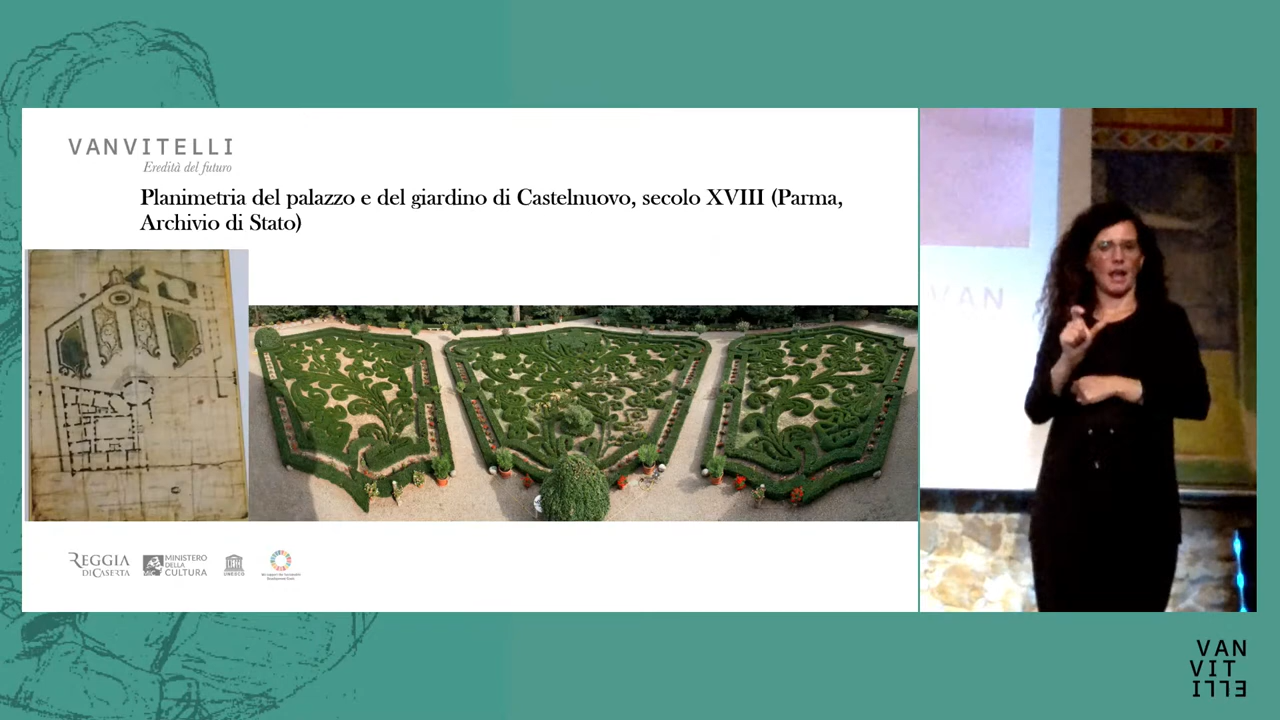 VANVITELLI
Eredità del futuro
Planimetria del palazzo e del giardino di Castelnuovo, secolo XVIII (Parma,
Archivio di Stato)
VAN
REGGIA
DI CASERTA
MINISTERO
DELLA
CULTURA
UNESCO
VAN
VIT
ELLI